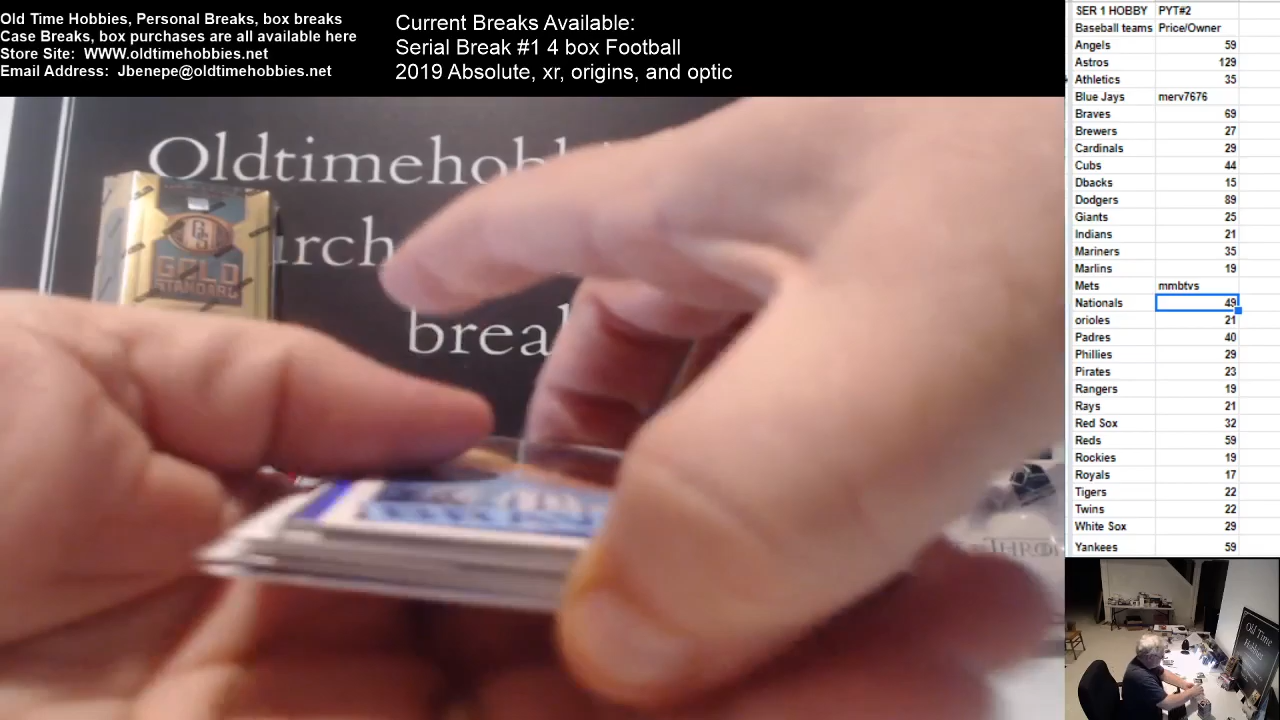 Old Time Hobbies, Personal Breaks, box breaks
Case Breaks, box purchases are all available here
Store Site:  WWW.oldtimehobbies.net
Email Address:  Jbenepe@oldtimehobbies.net
Current Breaks Available:
Serial Break #1 4 box Football
2019 Absolute, xr, origins, and optic
Oldtimehobb
urch
brea
GOLD
STANDARD
SER 1 HOBBY PYT#2
Baseball teams Price/Owner
Angels 59
Astros 129
Athletics 35
Blue Jays merv7676
Braves 69
Brewers 27
Cardinals 29
Cubs 44
Dbacks 15
Dodgers 89
Giants 25
Indians 21
Mariners 35
Marlins 19
Mets mmbtvs
Nationals 49
orioles 21
Padres 40
Phillies 29
Pirates 23
Rangers 19
Rays 21
Red Sox 32
Reds 59
Rockies 19
Royals 17
Tigers 22
Twins 22
White Sox 29
Yankees 59
Old Time